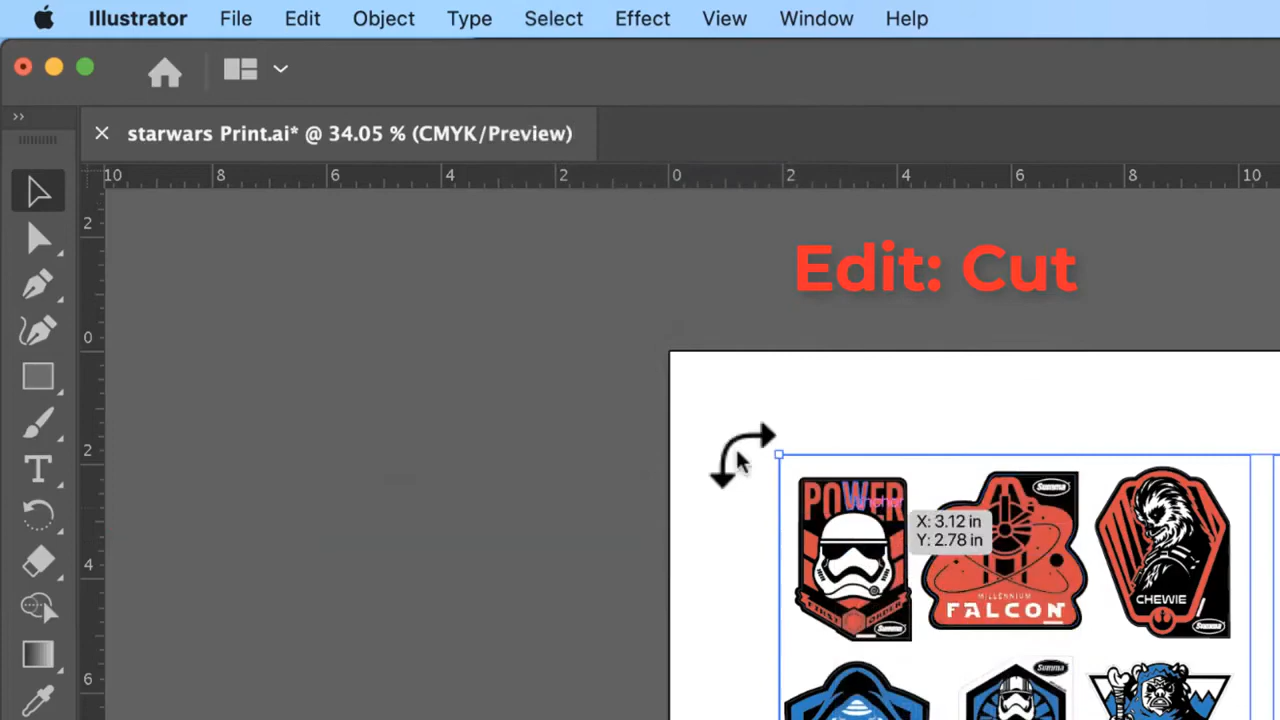 Illustrator File Edit Object Type Select Effect View Window Help
starwars Print.ai* @ 34.05 % (CMYK/Preview)
10 8 6 4 2 0 2 4 6 8 10
2
Edit: Cut
0
2
POWER
Summa
X: 3.12 in
Y: 2.78 in
4
MILLENNIUM
FALCON
CHEWIE
FIRST ORDER
Summa
Summa
Summa
6